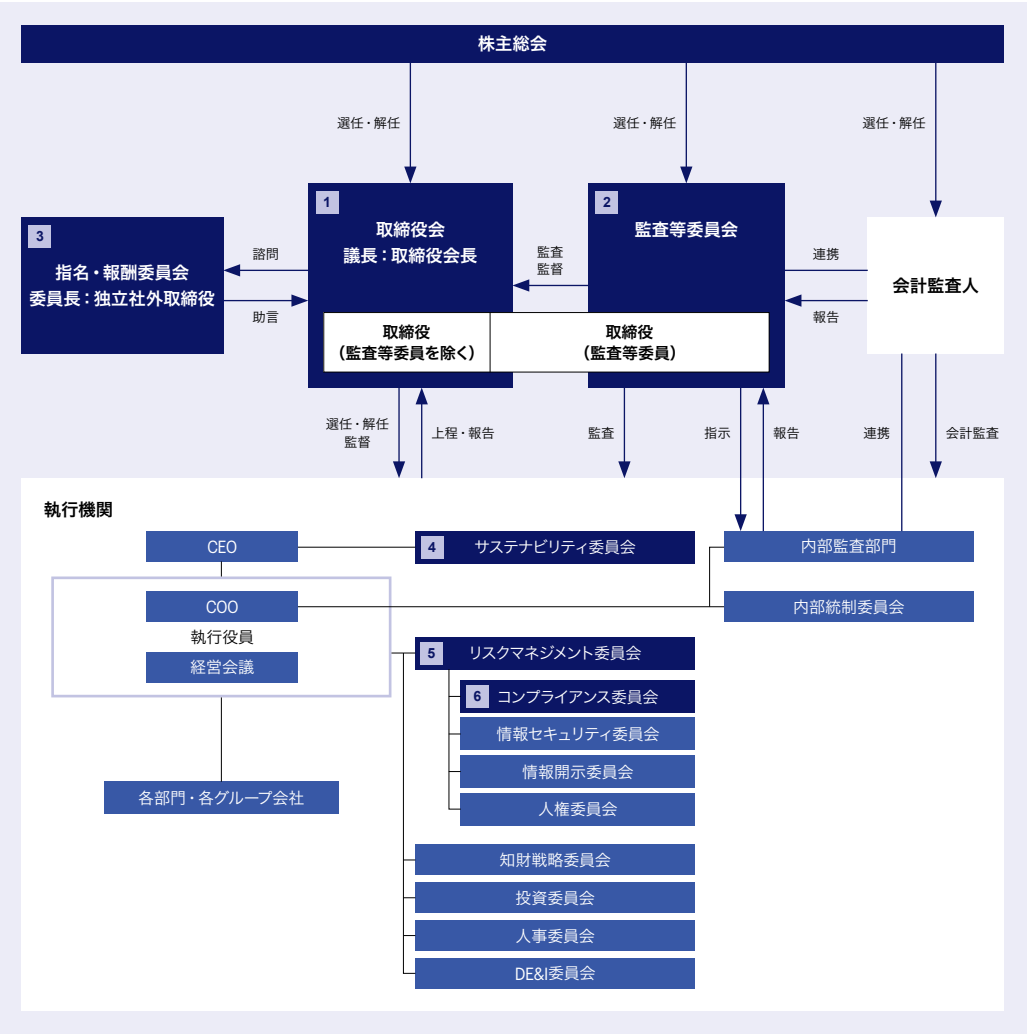 株主総会
選任・解任
選任・解任
選任・解任
1
取締役会
議長：取締役会長
2
監査等委員会
3
指名・報酬委員会
委員長：独立社外取締役
諮問
助言
監査
監督
連携
報告
会計監査人
取締役
（監査等委員を除く）
取締役
（監査等委員）
選任・解任
監督
上程・報告
監査
指示
報告
連携
会計監査
執行機関
CEO
4
サステナビリティ委員会
内部監査部門
COO
内部統制委員会
執行役員
経営会議
5
リスクマネジメント委員会
6
コンプライアンス委員会
情報セキュリティ委員会
情報開示委員会
人権委員会
各部門・各グループ会社
知財戦略委員会
投資委員会
人事委員会
DE&I委員会